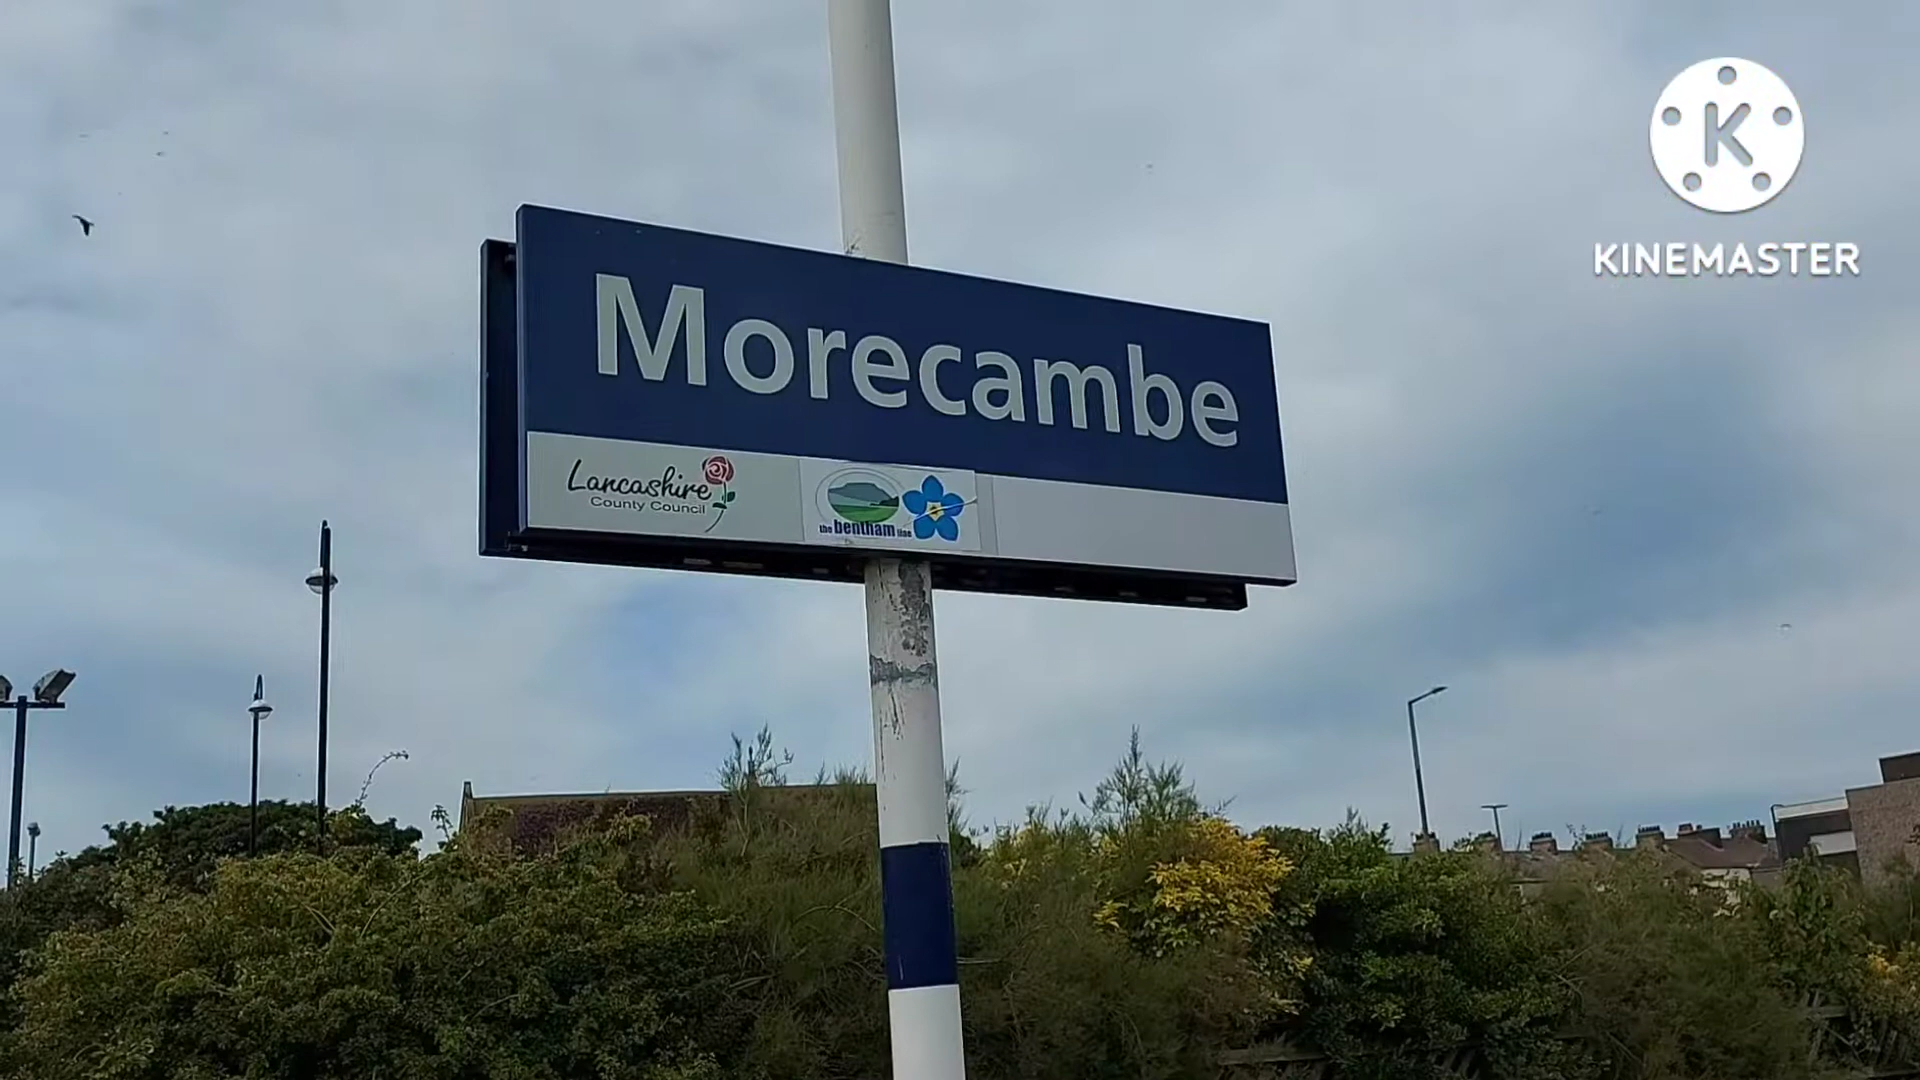 K
KINEMASTER
Morecambe
Lancashire
County Council
the bentham line